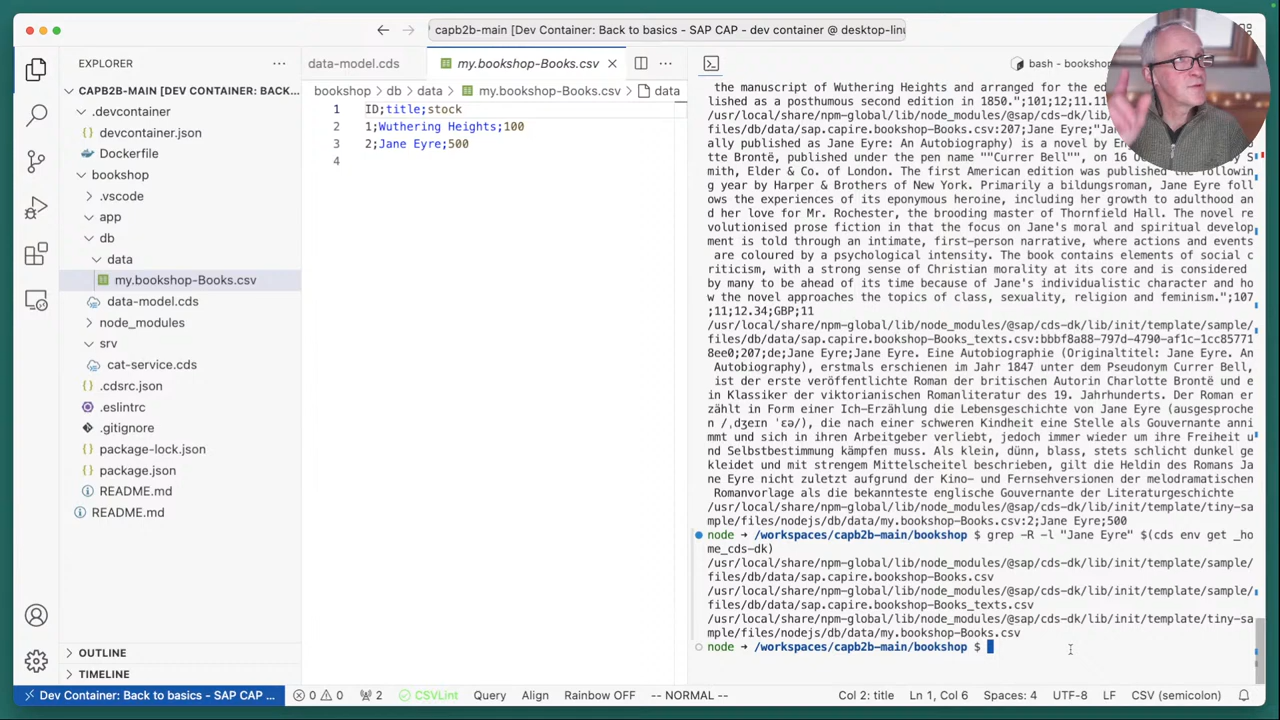 capb2b-main [Dev Container: Back to basics - SAP CAP - dev container @ desktop-linu
EXPLORER
CAPB2B-MAIN [DEV CONTAINER: BACK...
.devcontainer
devcontainer.json
Dockerfile
bookshop
.vscode
app
db
data
my.bookshop-Books.csv
data-model.cds
node_modules
srv
cat-service.cds
.cdsrc.json
.eslintrc
.gitignore
package-lock.json
package.json
README.md
README.md
OUTLINE
TIMELINE
data-model.cds
my.bookshop-Books.csv
bookshop > db > data > my.bookshop-Books.csv > data
1 ID;title;stock
2 1;Wuthering Heights;100
3 2;Jane Eyre;500
4
bash - bookshop
the manuscript of Wuthering Heights and arranged for the ed
lished as a posthumous second edition in 1850.";101;12.11
/usr/local/share/npm-global/lib/node_modules/@sap/cds-dk/lib/
files/db/data/sap.capire.bookshop-Books.csv:207;Jane Eyre;"Jan
ally published as Jane Eyre: An Autobiography) is a novel by En
tte Brontë, published under the pen name ""Currer Bell"", on 16 Oc
mith, Elder & Co. of London. The first American edition was published the followin
g year by Harper & Brothers of New York. Primarily a bildungsroman, Jane Eyre foll
ows the experiences of its eponymous heroine, including her growth to adulthood an
d her love for Mr. Rochester, the brooding master of Thornfield Hall. The novel re
volutionised prose fiction in that the focus on Jane's moral and spiritual develop
ment is told through an intimate, first-person narrative, where actions and events
are coloured by a psychological intensity. The book contains elements of social c
riticism, with a strong sense of Christian morality at its core and is considered
by many to be ahead of its time because of Jane's individualistic character and ho
w the novel approaches the topics of class, sexuality, religion and feminism.";107
;11;12.34;GBP;11
/usr/local/share/npm-global/lib/node_modules/@sap/cds-dk/lib/init/template/sample/
files/db/data/sap.capire.bookshop-Books_texts.csv:bbbf8a88-797d-4790-af1c-1cc85771
8ee0;207;de;Jane Eyre;Jane Eyre. Eine Autobiographie (Originaltitel: Jane Eyre. An
Autobiography), erstmals erschienen im Jahr 1847 unter dem Pseudonym Currer Bell,
ist der erste veröffentlichte Roman der britischen Autorin Charlotte Brontë und e
in Klassiker der viktorianischen Romanliteratur des 19. Jahrhunderts. Der Roman er
zählt in Form einer Ich-Erzählung die Lebensgeschichte von Jane Eyre (ausgesproche
n /ˌdʒeɪn ˈɛə/), die nach einer schweren Kindheit eine Stelle als Gouvernante anni
mmt und sich in ihren Arbeitgeber verliebt, jedoch immer wieder um ihre Freiheit u
nd Selbstbestimmung kämpfen muss. Als klein, dünn, blass, stets schlicht dunkel ge
kleidet und mit strengem Mittelscheitel beschrieben, gilt die Heldin des Romans Ja
ne Eyre nicht zuletzt aufgrund der Kino- und Fernsehversionen der melodramatischen
Romanvorlage als die bekannteste englische Gouvernante der Literaturgeschichte
/usr/local/share/npm-global/lib/node_modules/@sap/cds-dk/lib/init/template/tiny-sa
mple/files/nodejs/db/data/my.bookshop-Books.csv:2;Jane Eyre;500
node ➜ /workspaces/capb2b-main/bookshop $ grep -R -l "Jane Eyre" $(cds env get _ho
me_cds-dk)
/usr/local/share/npm-global/lib/node_modules/@sap/cds-dk/lib/init/template/sample/
files/db/data/sap.capire.bookshop-Books.csv
/usr/local/share/npm-global/lib/node_modules/@sap/cds-dk/lib/init/template/sample/
files/db/data/sap.capire.bookshop-Books_texts.csv
/usr/local/share/npm-global/lib/node_modules/@sap/cds-dk/lib/init/template/tiny-sa
mple/files/nodejs/db/data/my.bookshop-Books.csv
node ➜ /workspaces/capb2b-main/bookshop $
Dev Container: Back to basics - SAP CAP ... 0 0 2 CSVLint Query Align Rainbow OFF -- NORMAL -- Col 2: title Ln 1, Col 6 Spaces: 4 UTF-8 LF CSV (semicolon)